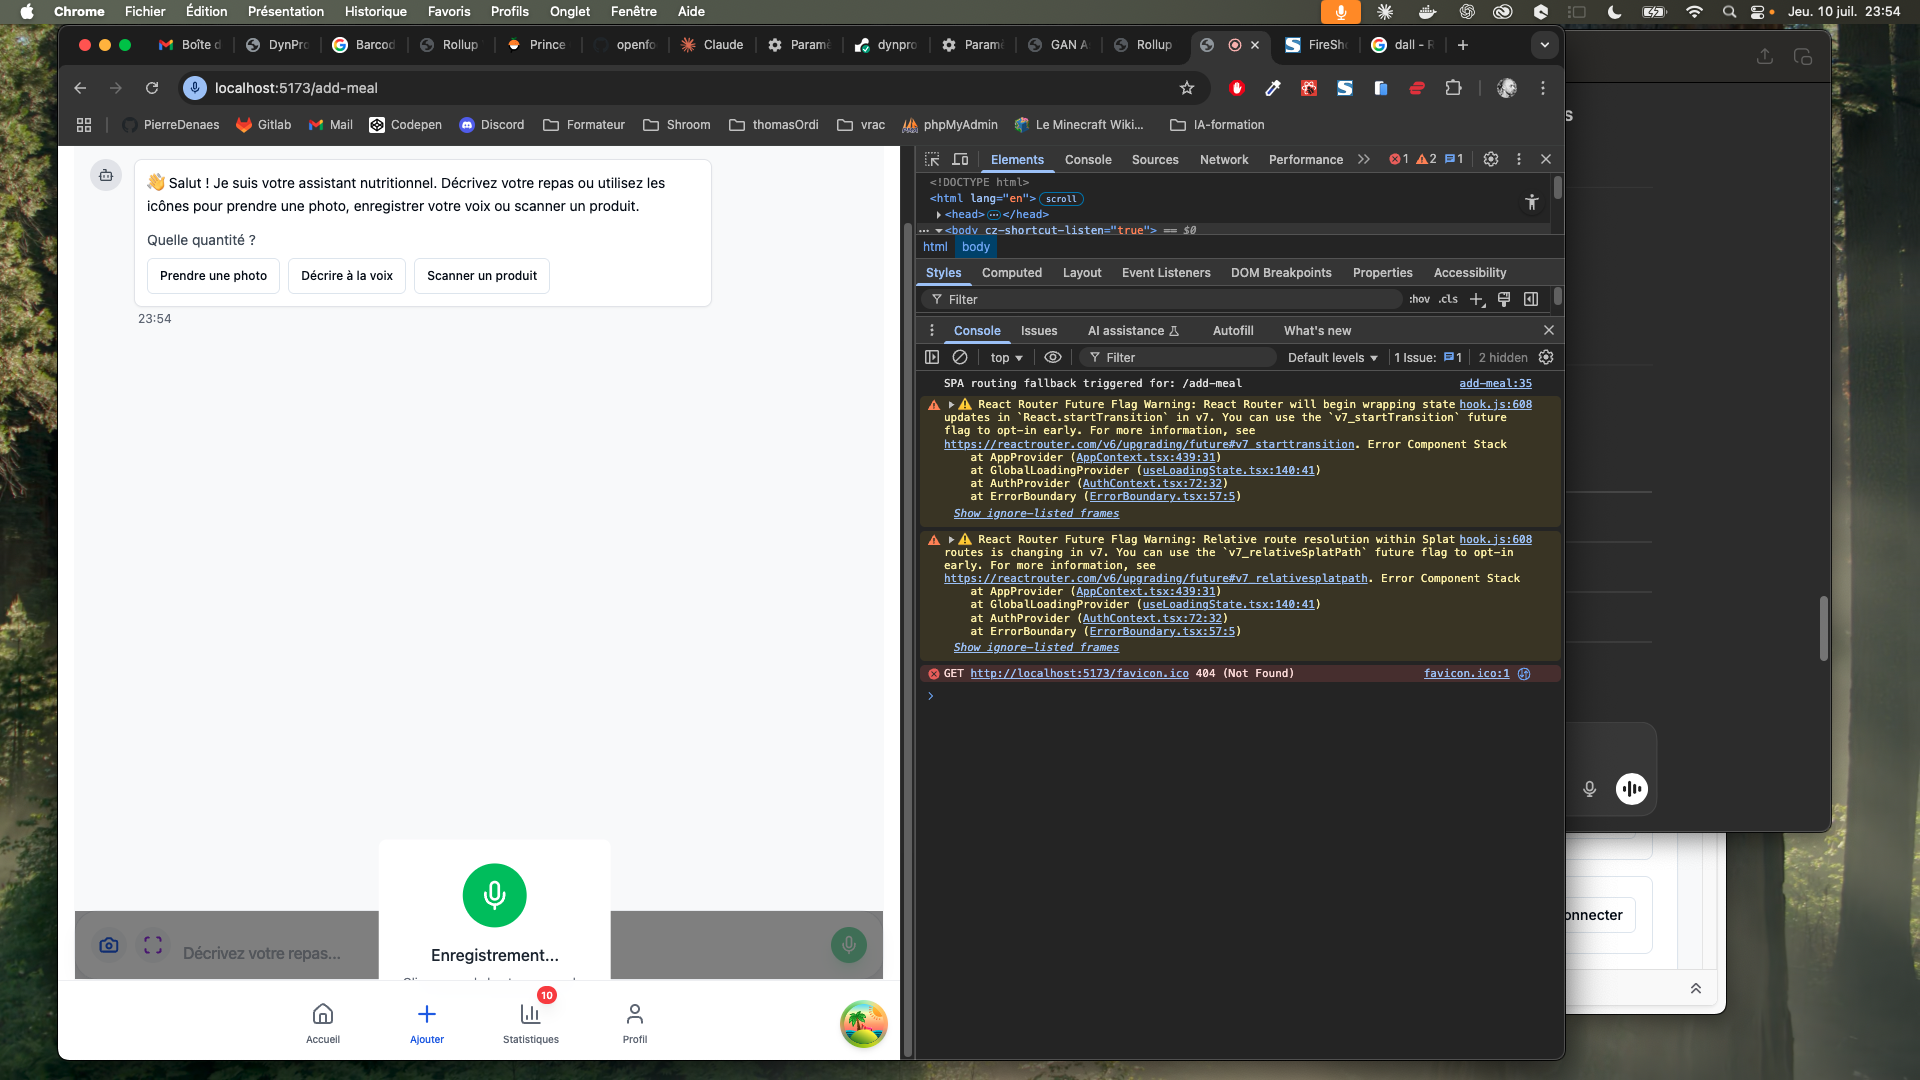 Chrome Fichier Édition Présentation Historique Favoris Profils Onglet Fenêtre Aide
Jeu. 10 juil. 23:54
Boîte d
DynPro
Barcod
Rollup
Prince
openfo
Claude
Paramè
dynpro
Paramè
GAN A
Rollup
FireSho
dall - R
localhost:5173/add-meal
PierreDenaes Gitlab Mail Codepen Discord Formateur Shroom thomasOrdi vrac phpMyAdmin Le Minecraft Wiki... IA-formation
👋 Salut ! Je suis votre assistant nutritionnel. Décrivez votre repas ou utilisez les
icônes pour prendre une photo, enregistrer votre voix ou scanner un produit.
Quelle quantité ?
Prendre une photo
Décrire à la voix
Scanner un produit
23:54
Enregistrement...
Décrivez votre repas...
10
Accueil
Ajouter
Statistiques
Profil
Elements Console Sources Network Performance 1 2 1
<!DOCTYPE html>
<html lang="en"> scroll
<head> </head>
<body cz-shortcut-listen="true"> == $0
html body
Styles Computed Layout Event Listeners DOM Breakpoints Properties Accessibility
Filter :hov .cls
Console Issues AI assistance Autofill What's new
top Filter Default levels 1 Issue: 1 2 hidden
SPA routing fallback triggered for: /add-meal add-meal:35
⚠️ React Router Future Flag Warning: React Router will begin wrapping state hook.js:608
updates in `React.startTransition` in v7. You can use the `v7_startTransition` future
flag to opt-in early. For more information, see
https://reactrouter.com/v6/upgrading/future#v7_starttransition. Error Component Stack
at AppProvider (AppContext.tsx:439:31)
at GlobalLoadingProvider (useLoadingState.tsx:140:41)
at AuthProvider (AuthContext.tsx:72:32)
at ErrorBoundary (ErrorBoundary.tsx:57:5)
Show ignore-listed frames
⚠️ React Router Future Flag Warning: Relative route resolution within Splat hook.js:608
routes is changing in v7. You can use the `v7_relativeSplatPath` future flag to opt-in
early. For more information, see
https://reactrouter.com/v6/upgrading/future#v7_relativesplatpath. Error Component Stack
at AppProvider (AppContext.tsx:439:31)
at GlobalLoadingProvider (useLoadingState.tsx:140:41)
at AuthProvider (AuthContext.tsx:72:32)
at ErrorBoundary (ErrorBoundary.tsx:57:5)
Show ignore-listed frames
GET http://localhost:5173/favicon.ico 404 (Not Found) favicon.ico:1
s
onnecter